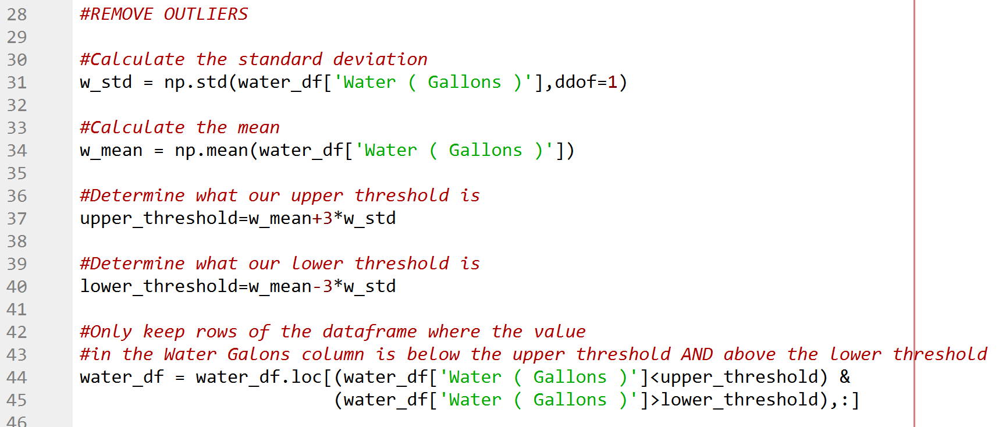 28 #REMOVE OUTLIERS
29
30 #Calculate the standard deviation
31 w_std = np.std(water_df['Water ( Gallons )'],ddof=1)
32
33 #Calculate the mean
34 w_mean = np.mean(water_df['Water ( Gallons )'])
35
36 #Determine what our upper threshold is
37 upper_threshold=w_mean+3*w_std
38
39 #Determine what our lower threshold is
40 lower_threshold=w_mean-3*w_std
41
42 #Only keep rows of the dataframe where the value
43 #in the Water Galons column is below the upper threshold AND above the lower threshold
44 water_df = water_df.loc[(water_df['Water ( Gallons )']<upper_threshold) &
45 (water_df['Water ( Gallons )']>lower_threshold),:]
46